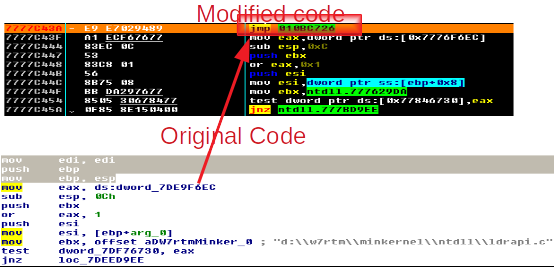 Modified code
7777C43A - E9 E7029489 jmp 010BC726
7777C43F A1 ECF67677 mov eax,dword ptr ds:[0x7776F6EC]
7777C444 83EC 0C sub esp,0xC
7777C447 53 push ebx
7777C448 83C8 01 or eax,0x1
7777C44B 56 push esi
7777C44C 8B75 08 mov esi,dword ptr ss:[ebp+0x8]
7777C44F BB DA297677 mov ebx,ntdll.777629DA
7777C454 8505 30678477 test dword ptr ds:[0x77846730],eax
7777C45A 0F85 8E150400 jnz ntdll.777BD9EE
Original Code
mov edi, edi
push ebp
mov ebp, esp
mov eax, ds:dword_7DE9F6EC
sub esp, 0Ch
push ebx
or eax, 1
push esi
mov esi, [ebp+arg_0]
mov ebx, offset aDW7rtmMinker_0 ; "d:\\w7rtm\\minkernel\\ntdll\\ldrapi.c"
test dword_7DF76730, eax
jnz loc_7DEED9EE